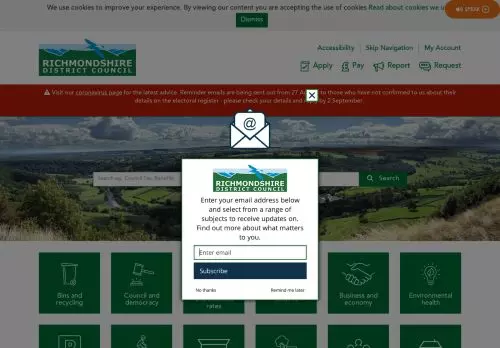 We use cookies to improve your experience. By viewing our content you are accepting the use of cookies Read about cookies we u
Dismiss
SPEAK
RICHMONDSHIRE
DISTRICT COUNCIL
Accessibility
Skip Navigation
My Account
Apply
Pay
Report
Request
Visit our coronavirus page for the latest advice. Reminder emails are being sent out from 27 A to those who have not confirmed to us about their
details on the electoral register - please check your details and by 2 September.
Search eg. Council Tax, Benefits
Search
RICHMONDSHIRE
DISTRICT COUNCIL
Enter your email address below
and select from a range of
subjects to receive updates on.
Find out more about what matters
to you.
Enter email
Subscribe
No thanks
Remind me later
Bins and
recycling
Council and
democracy
rates
Business and
economy
Environmental
health